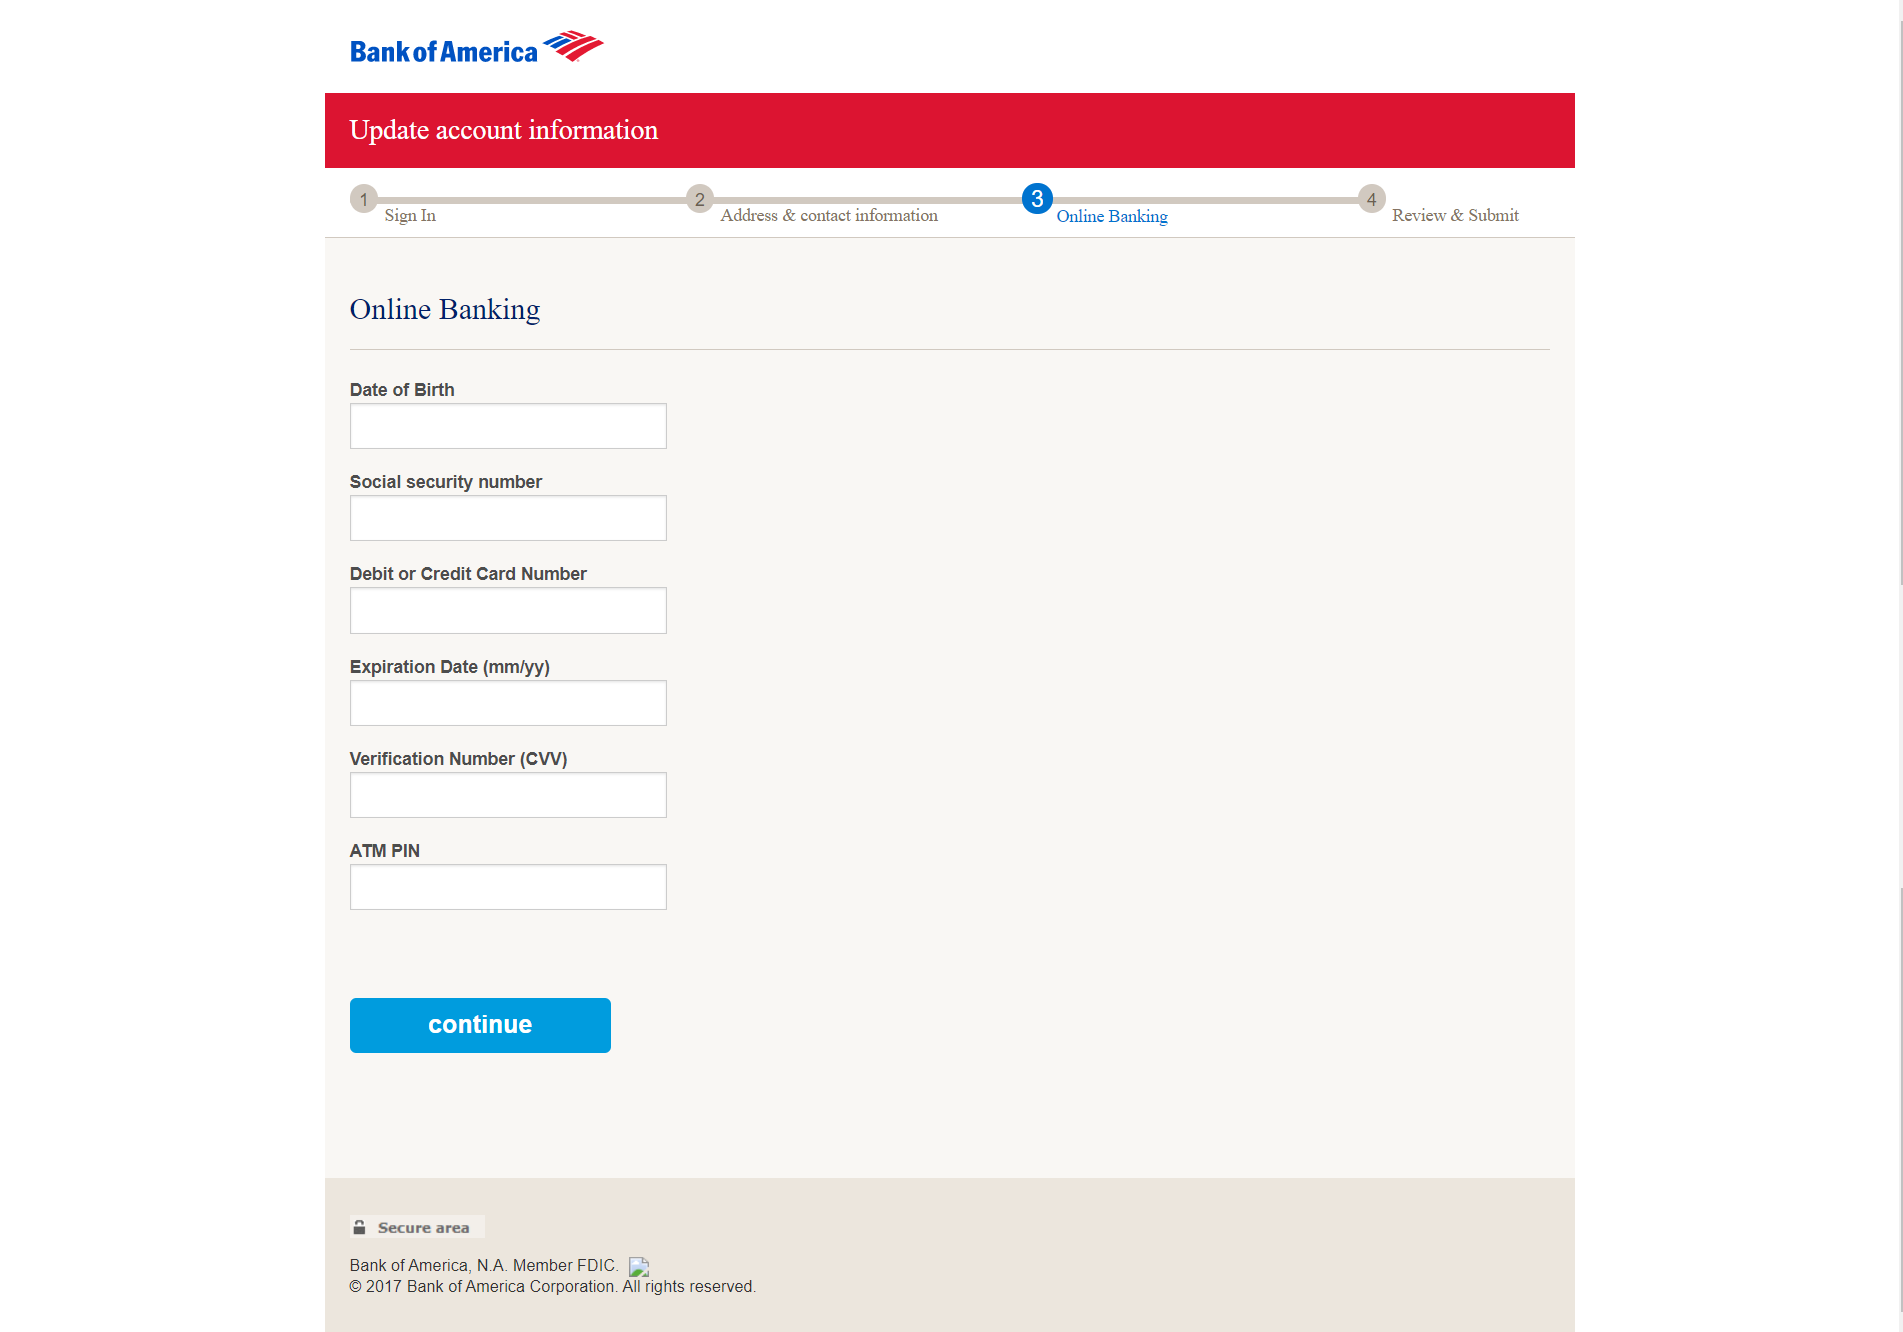 Bank of America
Update account information
1 Sign In 2 Address & contact information 3 Online Banking 4 Review & Submit
Online Banking
Date of Birth
Social security number
Debit or Credit Card Number
Expiration Date (mm/yy)
Verification Number (CVV)
ATM PIN
continue
Secure area
Bank of America, N.A. Member FDIC.
© 2017 Bank of America Corporation. All rights reserved.